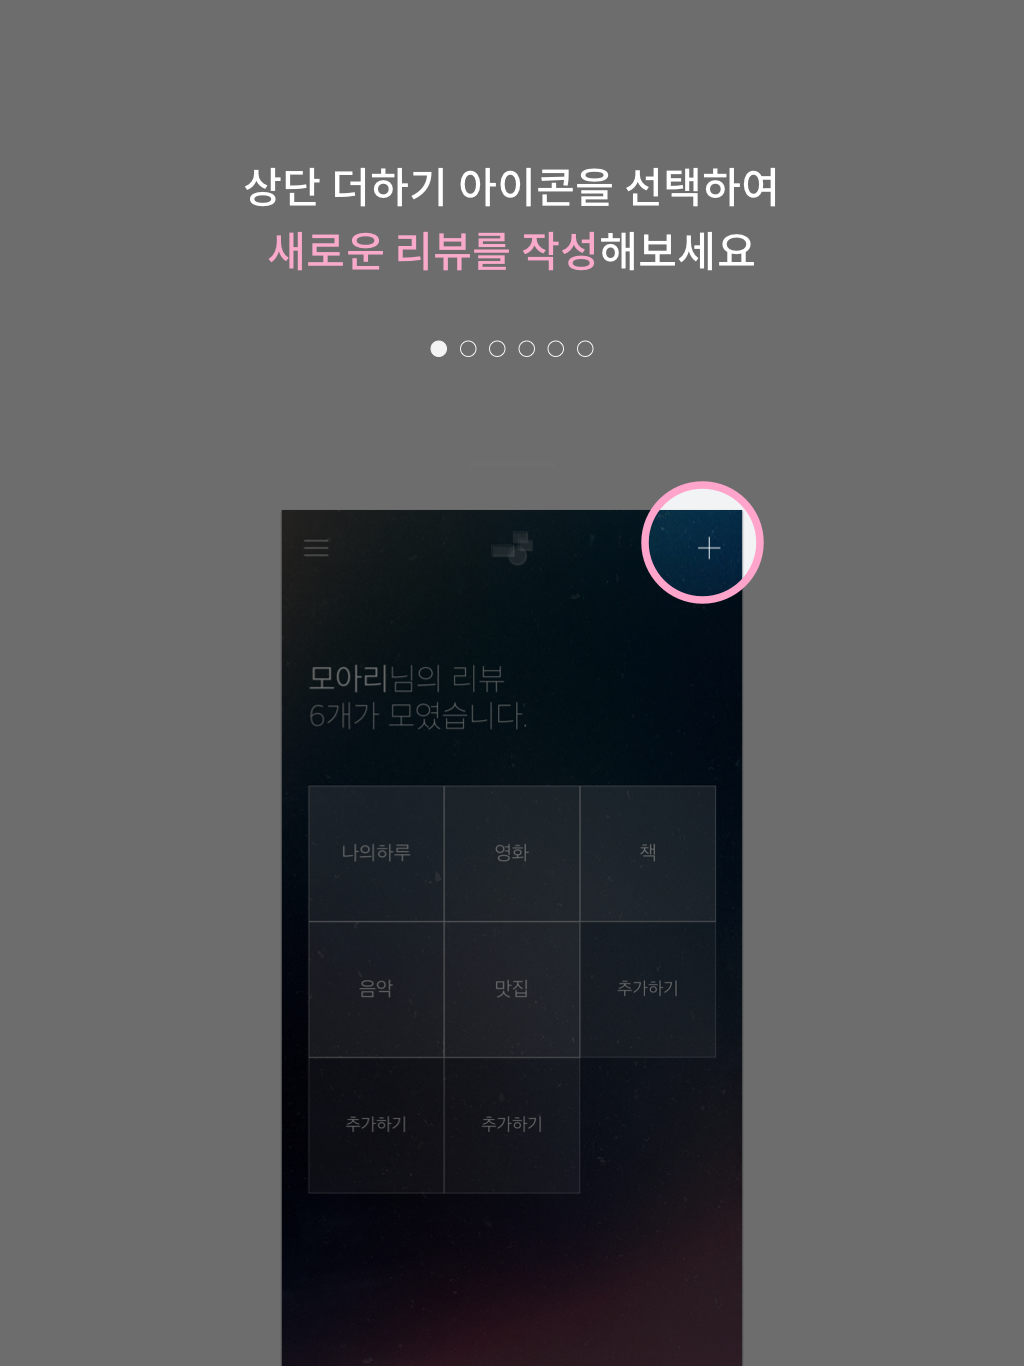 상단 더하기 아이콘을 선택하여
새로운 리뷰를 작성해보세요
모아리님의 리뷰
6개가 모였습니다.
나의하루
영화
책
음악
맛집
추가하기
추가하기
추가하기